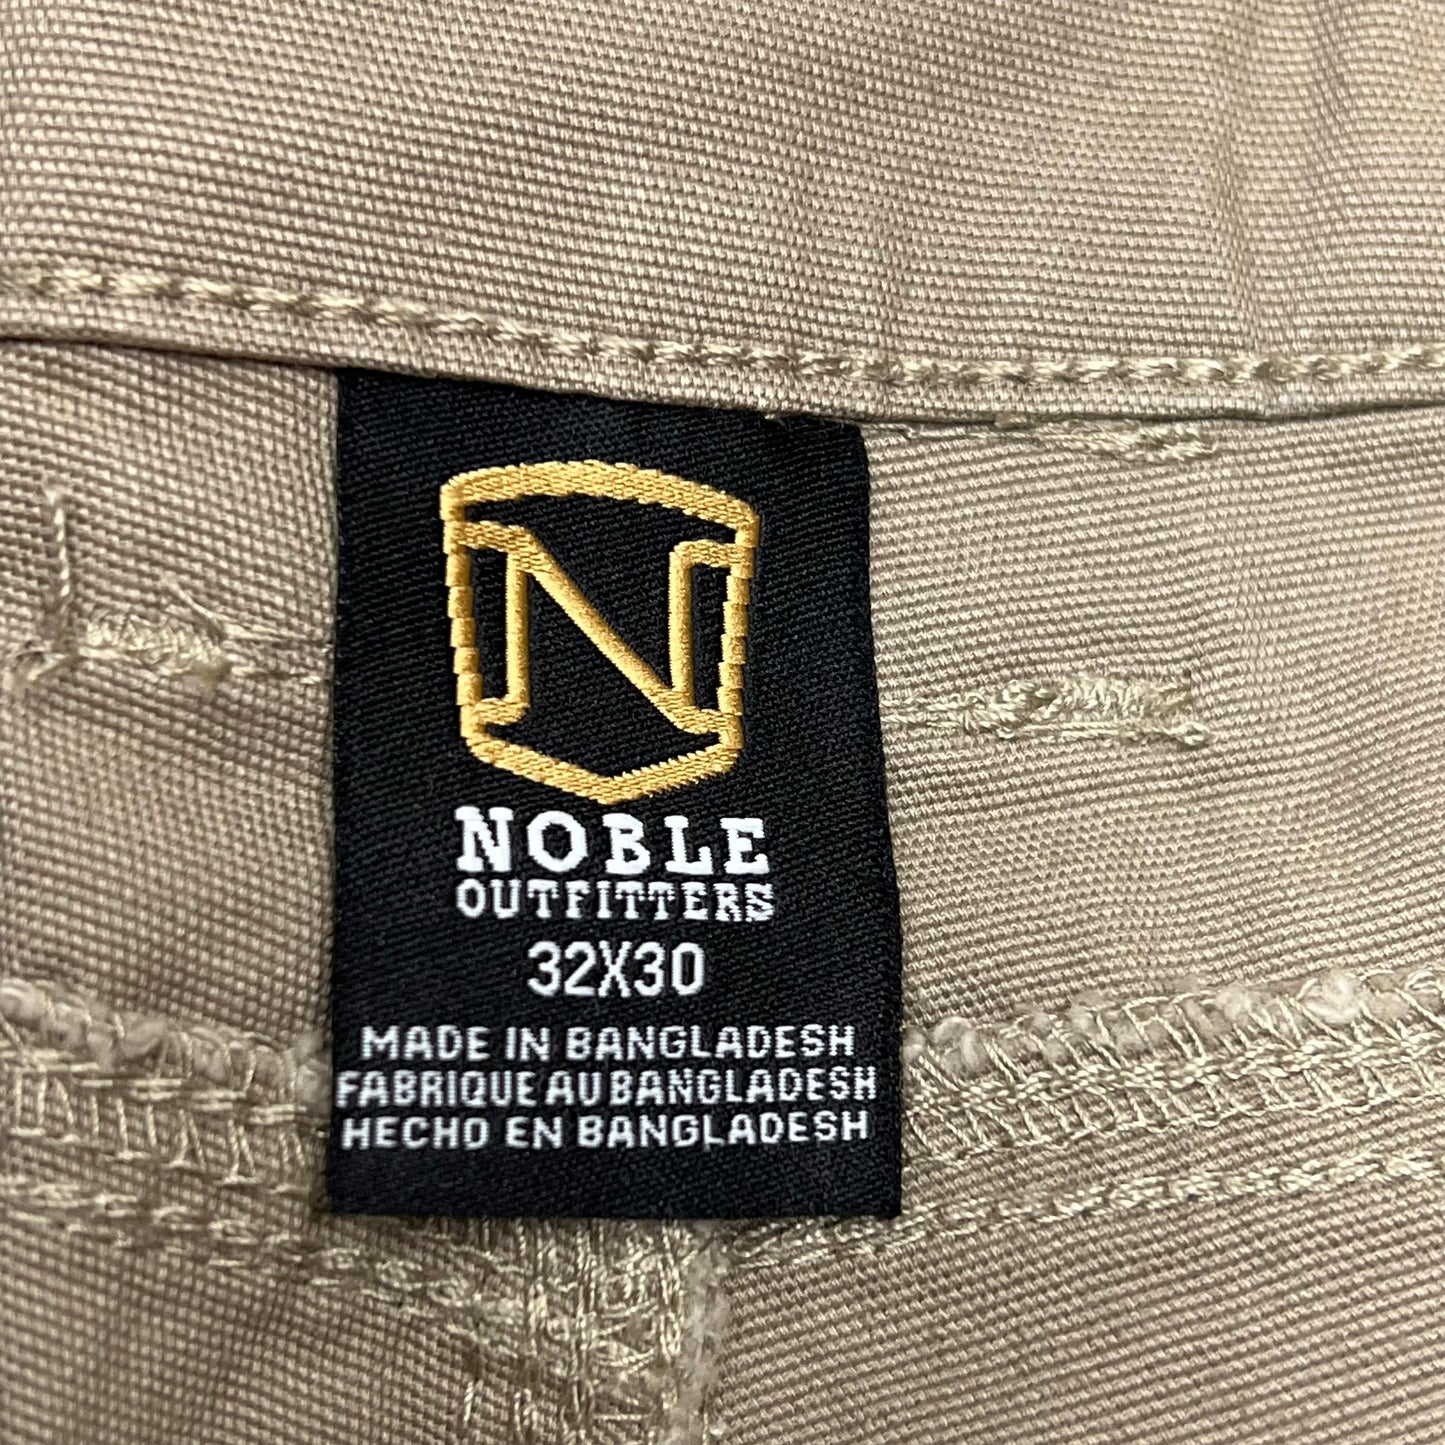 N
NOBLE
OUTFITTERS
32X30
MADE IN BANGLADESH
FABRIQUE AU BANGLADESH
HECHO EN BANGLADESH